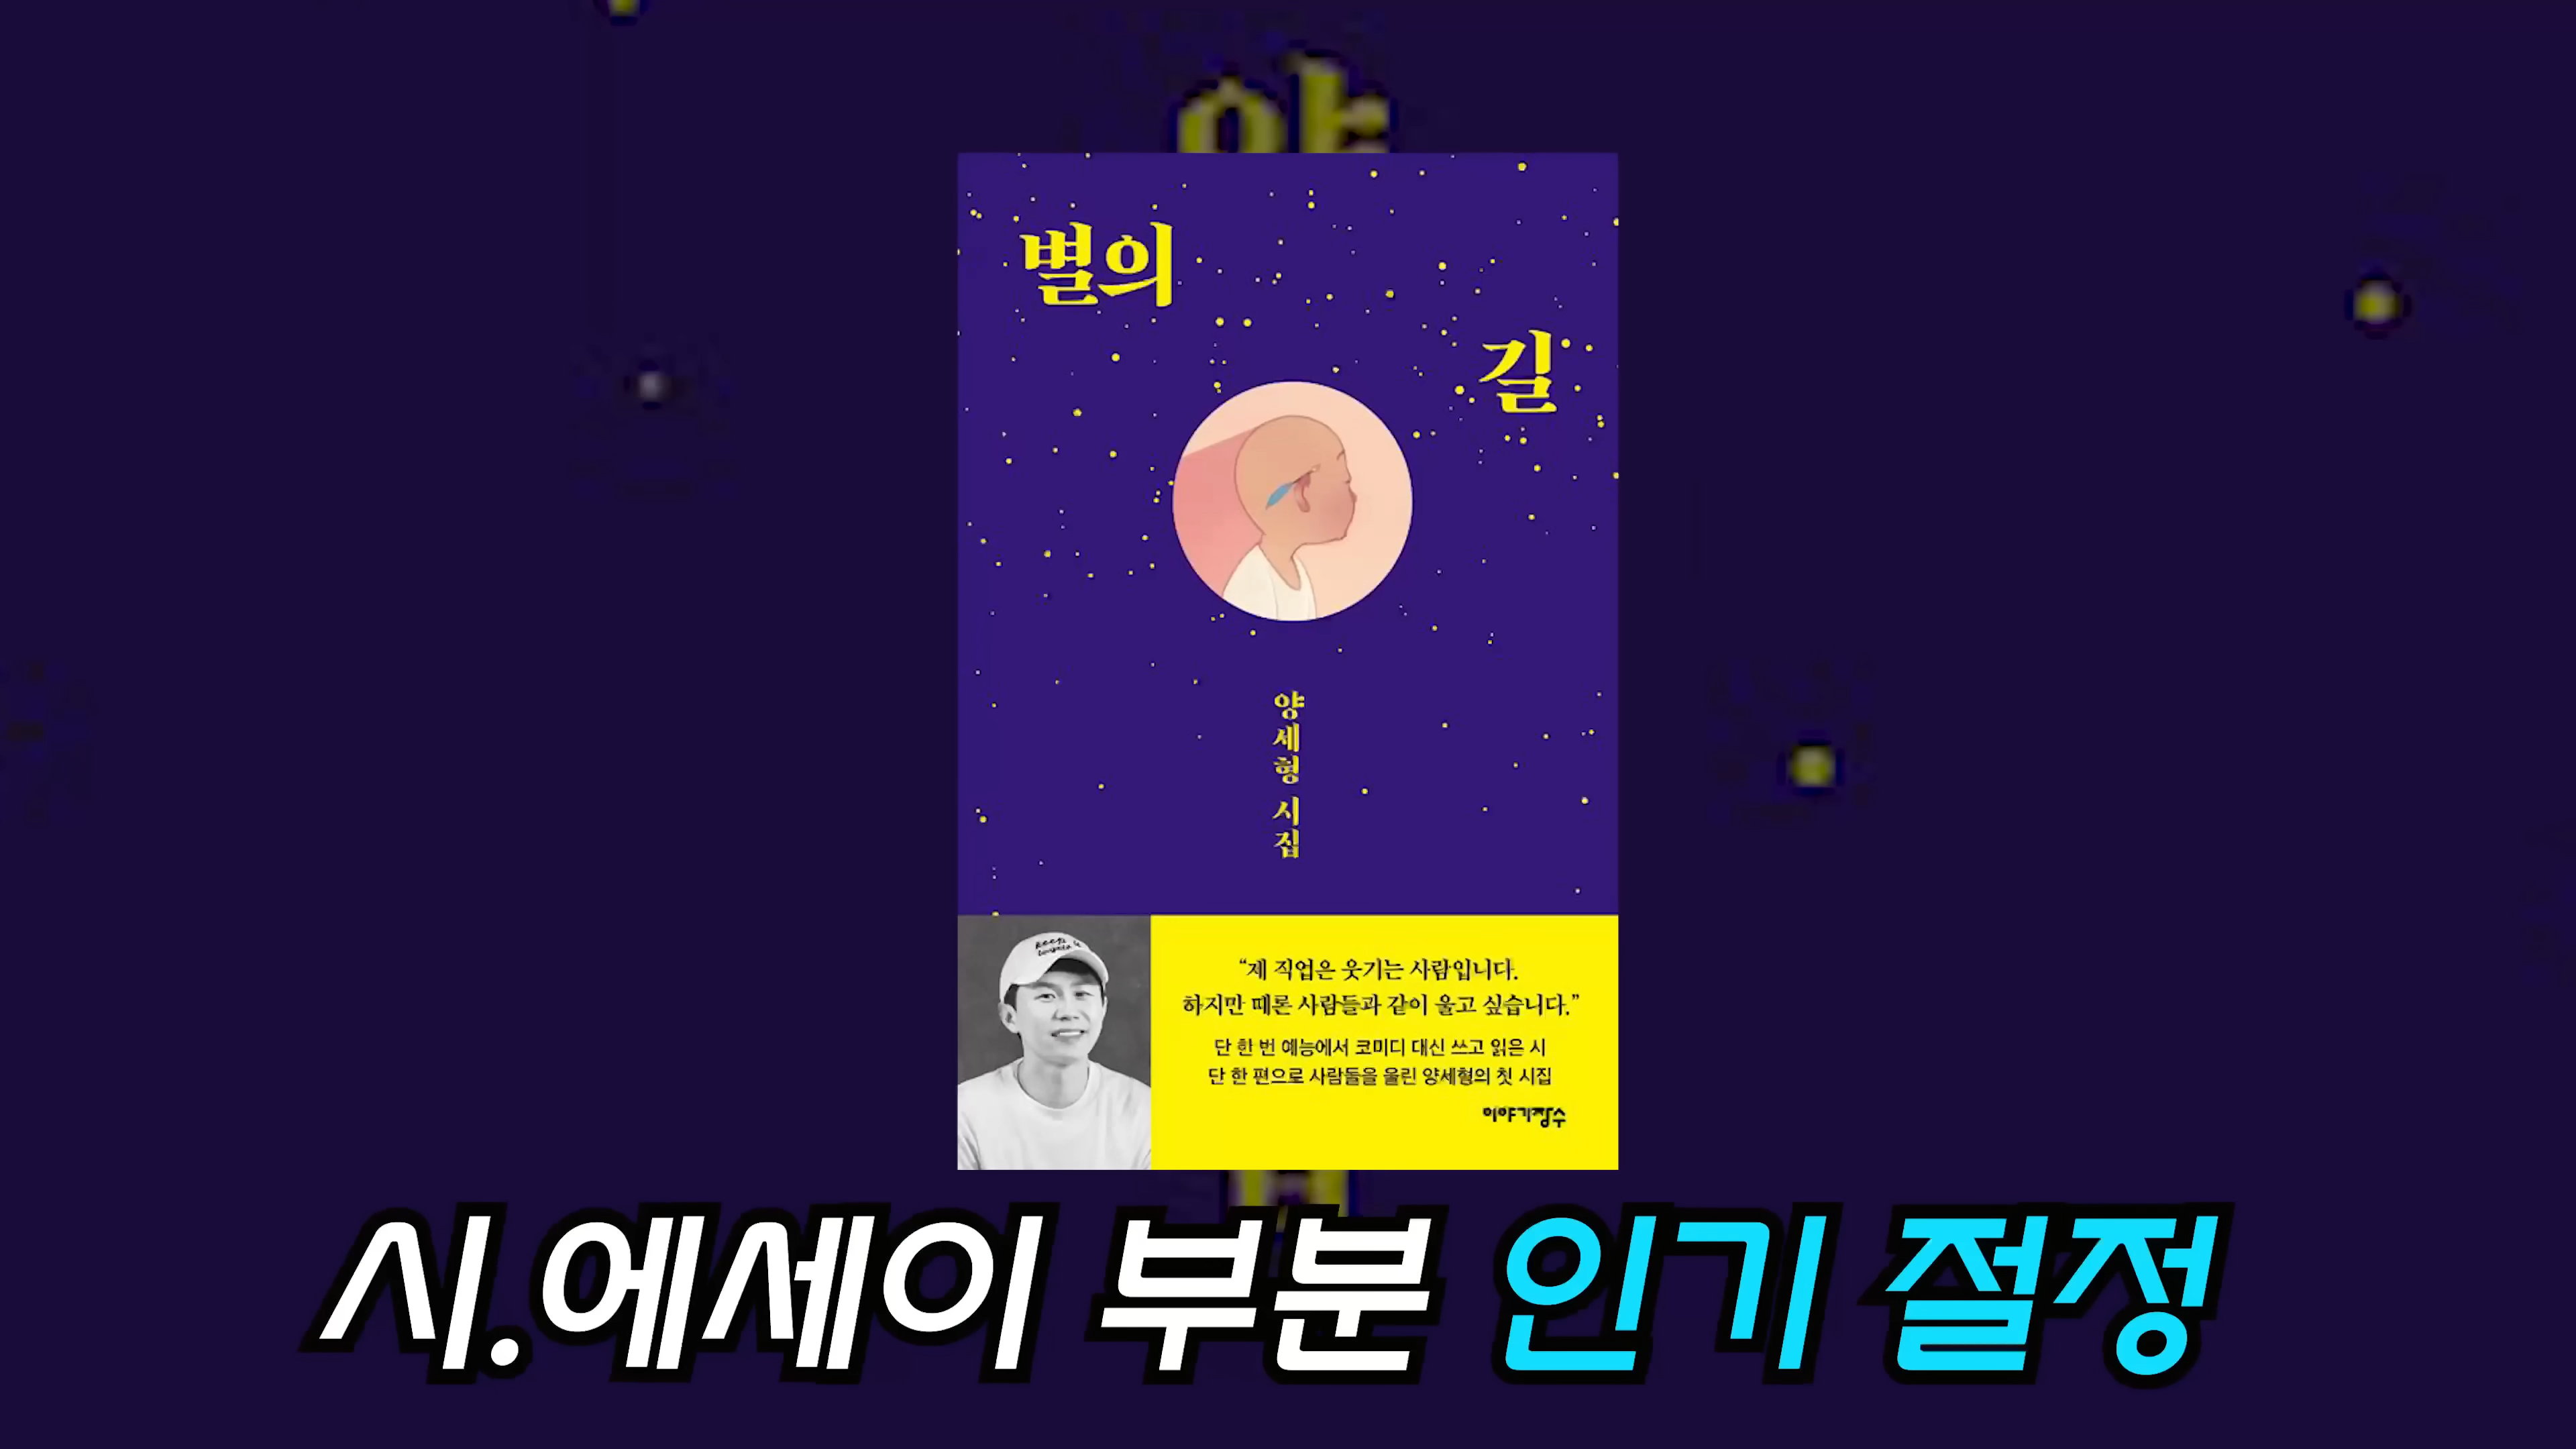 별의
길
양세형 시집
“제 직업은 웃기는 사람입니다.
하지만 때론 사람들과 같이 울고 싶습니다.”
단 한 번 예능에서 코미디 대신 쓰고 읽은 시
단 한 편으로 사람들을 울린 양세형의 첫 시집
이야기장수
시.에세이 부분 인기 절정